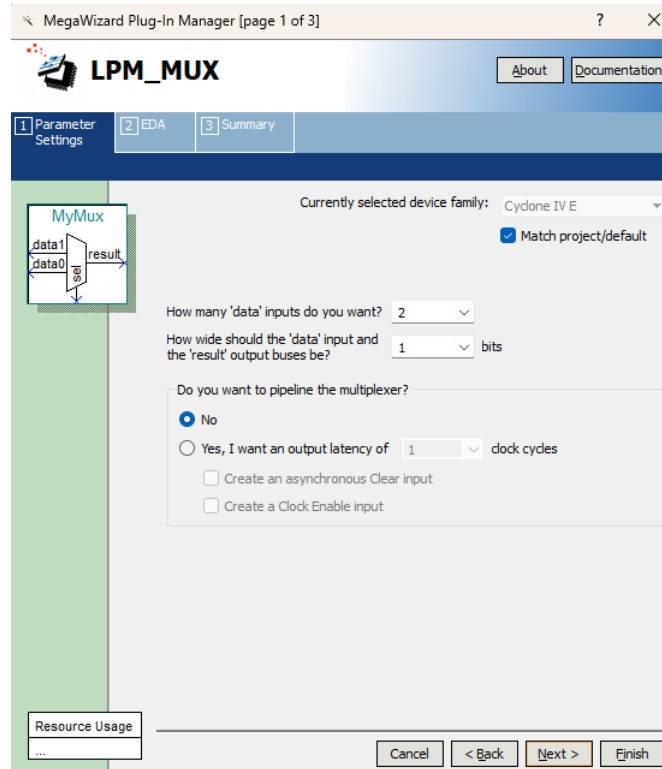 MegaWizard Plug-In Manager [page 1 of 3]
?
LPM_MUX
About
Documentation
1 Parameter Settings
2 EDA
3 Summary
Currently selected device family:
Cyclone IV E
Match project/default
MyMux
data1
data0
sel
result
How many 'data' inputs do you want?
2
How wide should the 'data' input and
the 'result' output buses be?
1
bits
Do you want to pipeline the multiplexer?
No
Yes, I want an output latency of
1
clock cycles
Create an asynchronous Clear input
Create a Clock Enable input
Resource Usage
...
Cancel
< Back
Next >
Finish